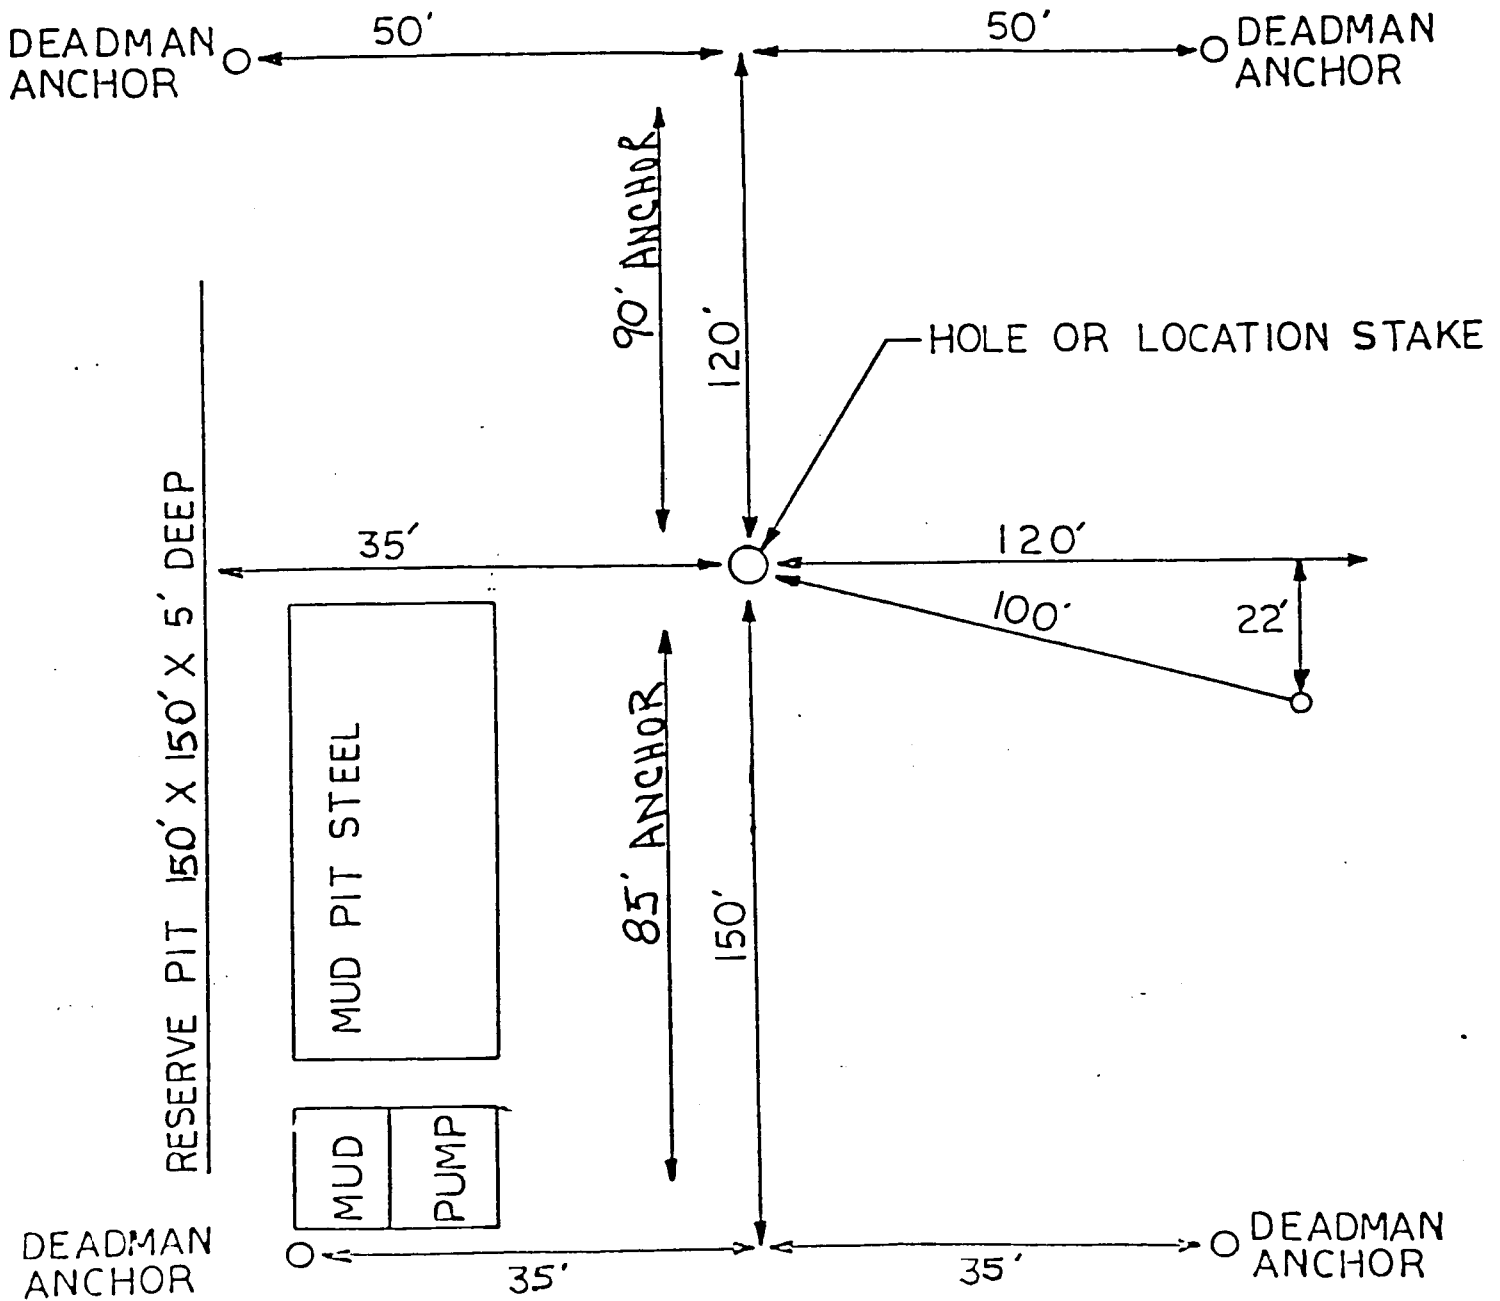 50'
50'
DEADMAN
ANCHOR
DEADMAN
ANCHOR
90' ANCHOR
120'
HOLE OR LOCATION STAKE
35'
120'
100'
22'
RESERVE PIT 150' X 150' X 5' DEEP
MUD PIT STEEL
85' ANCHOR
150'
MUD
PUMP
DEADMAN
ANCHOR
35'
35'
DEADMAN
ANCHOR